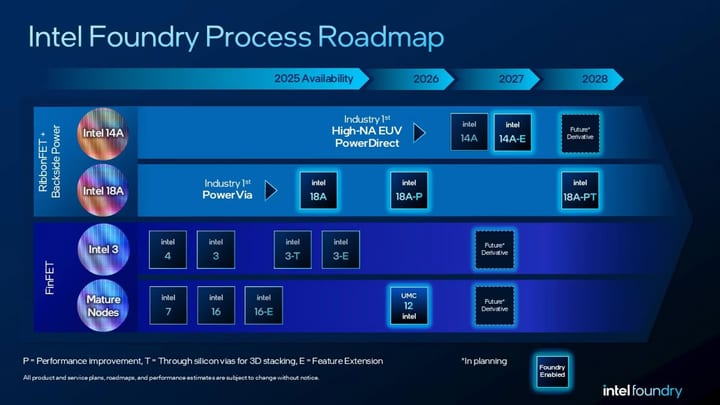 Intel Foundry Process Roadmap
2025 Availability
2026
2027
2028
RibbonFET +
Backside Power
Intel 14A
Industry 1st
High-NA EUV
PowerDirect
intel
14A
intel
14A-E
Future*
Derivative
Intel 18A
Industry 1st
PowerVia
intel
18A
intel
18A-P
intel
18A-PT
FinFET
Intel 3
intel
4
intel
3
intel
3-T
intel
3-E
Future*
Derivative
Mature
Nodes
intel
7
intel
16
intel
16-E
UMC
12
intel
Future*
Derivative
P = Performance improvement, T = Through silicon vias for 3D stacking, E = Feature Extension
*In planning
Foundry
Enabled
All product and service plans, roadmaps, and performance estimates are subject to change without notice.
intel foundry